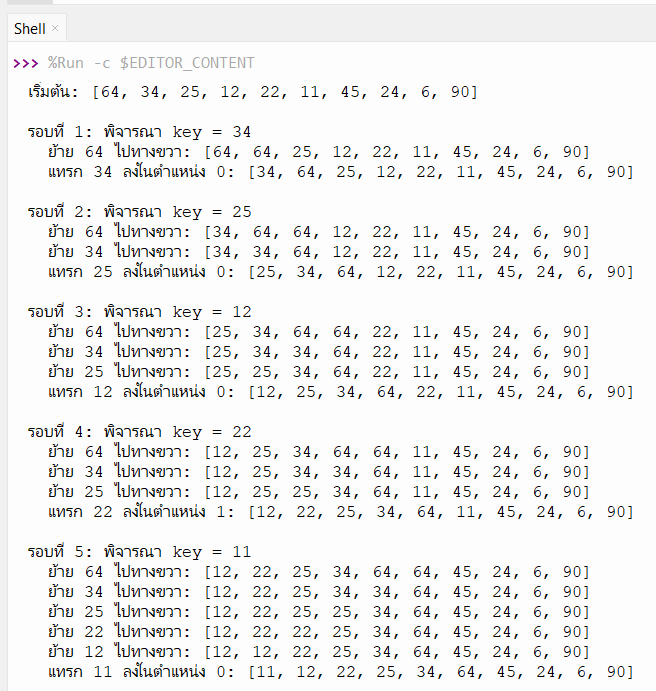 Shell ×
>>> %Run -c $EDITOR_CONTENT
เริ่มต้น: [64, 34, 25, 12, 22, 11, 45, 24, 6, 90]
รอบที่ 1: พิจารณา key = 34
ย้าย 64 ไปทางขวา: [64, 64, 25, 12, 22, 11, 45, 24, 6, 90]
แทรก 34 ลงในตำแหน่ง 0: [34, 64, 25, 12, 22, 11, 45, 24, 6, 90]
รอบที่ 2: พิจารณา key = 25
ย้าย 64 ไปทางขวา: [34, 64, 64, 12, 22, 11, 45, 24, 6, 90]
ย้าย 34 ไปทางขวา: [34, 34, 64, 12, 22, 11, 45, 24, 6, 90]
แทรก 25 ลงในตำแหน่ง 0: [25, 34, 64, 12, 22, 11, 45, 24, 6, 90]
รอบที่ 3: พิจารณา key = 12
ย้าย 64 ไปทางขวา: [25, 34, 64, 64, 22, 11, 45, 24, 6, 90]
ย้าย 34 ไปทางขวา: [25, 34, 34, 64, 22, 11, 45, 24, 6, 90]
ย้าย 25 ไปทางขวา: [25, 25, 34, 64, 22, 11, 45, 24, 6, 90]
แทรก 12 ลงในตำแหน่ง 0: [12, 25, 34, 64, 22, 11, 45, 24, 6, 90]
รอบที่ 4: พิจารณา key = 22
ย้าย 64 ไปทางขวา: [12, 25, 34, 64, 64, 11, 45, 24, 6, 90]
ย้าย 34 ไปทางขวา: [12, 25, 34, 34, 64, 11, 45, 24, 6, 90]
ย้าย 25 ไปทางขวา: [12, 25, 25, 34, 64, 11, 45, 24, 6, 90]
แทรก 22 ลงในตำแหน่ง 1: [12, 22, 25, 34, 64, 11, 45, 24, 6, 90]
รอบที่ 5: พิจารณา key = 11
ย้าย 64 ไปทางขวา: [12, 22, 25, 34, 64, 64, 45, 24, 6, 90]
ย้าย 34 ไปทางขวา: [12, 22, 25, 34, 34, 64, 45, 24, 6, 90]
ย้าย 25 ไปทางขวา: [12, 22, 25, 25, 34, 64, 45, 24, 6, 90]
ย้าย 22 ไปทางขวา: [12, 22, 22, 25, 34, 64, 45, 24, 6, 90]
ย้าย 12 ไปทางขวา: [12, 12, 22, 25, 34, 64, 45, 24, 6, 90]
แทรก 11 ลงในตำแหน่ง 0: [11, 12, 22, 25, 34, 64, 45, 24, 6, 90]